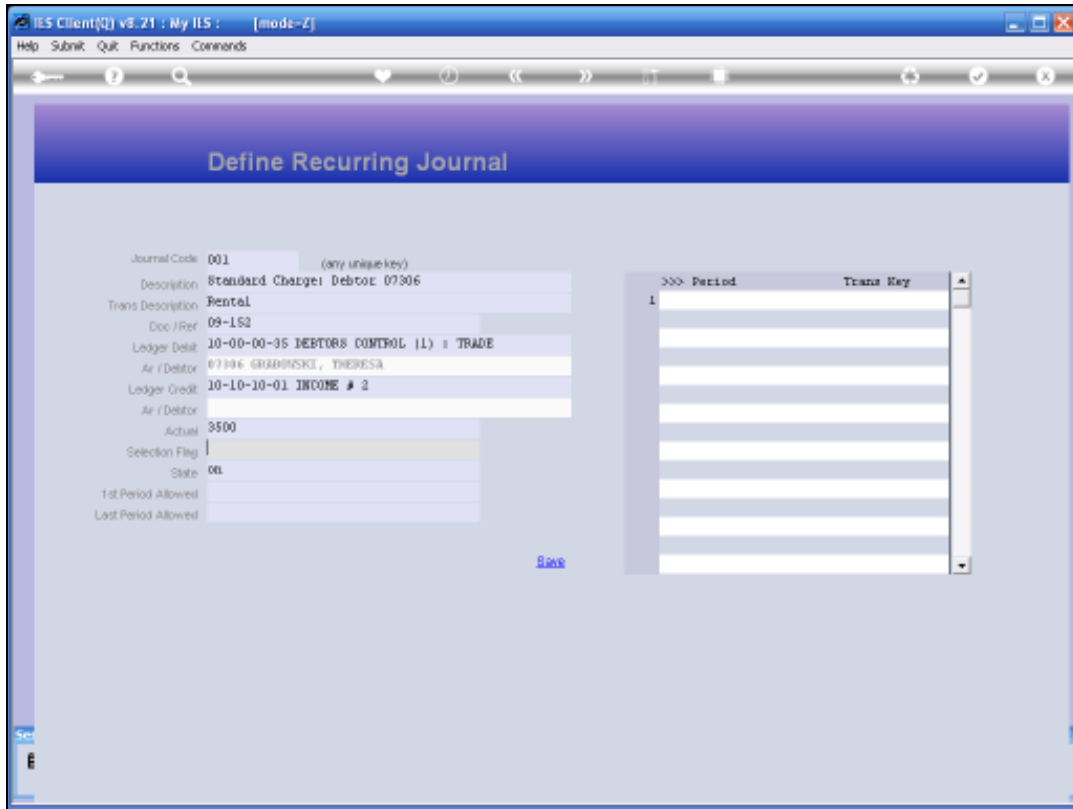 IES Client(Q) v8.21 : My IES : [mode-Z]
Help Submit Quit Functions Commands
Define Recurring Journal
Journal Code 001 (any unique key)
Description Standard Charge: Debtor 07306
Trans Description Rental
Doc / Ref 09-152
Ledger Debit 10-00-00-35 DEBTORS CONTROL (1) : TRADE
Ar / Debtor 07306 GRABOWSKI, THERESA
Ledger Credit 10-10-10-01 INCOME # 2
Ar / Debtor
Actual 3500
Selection Flag
State on
1st Period Allowed
Last Period Allowed
Save
>>> Period Trans Key
1